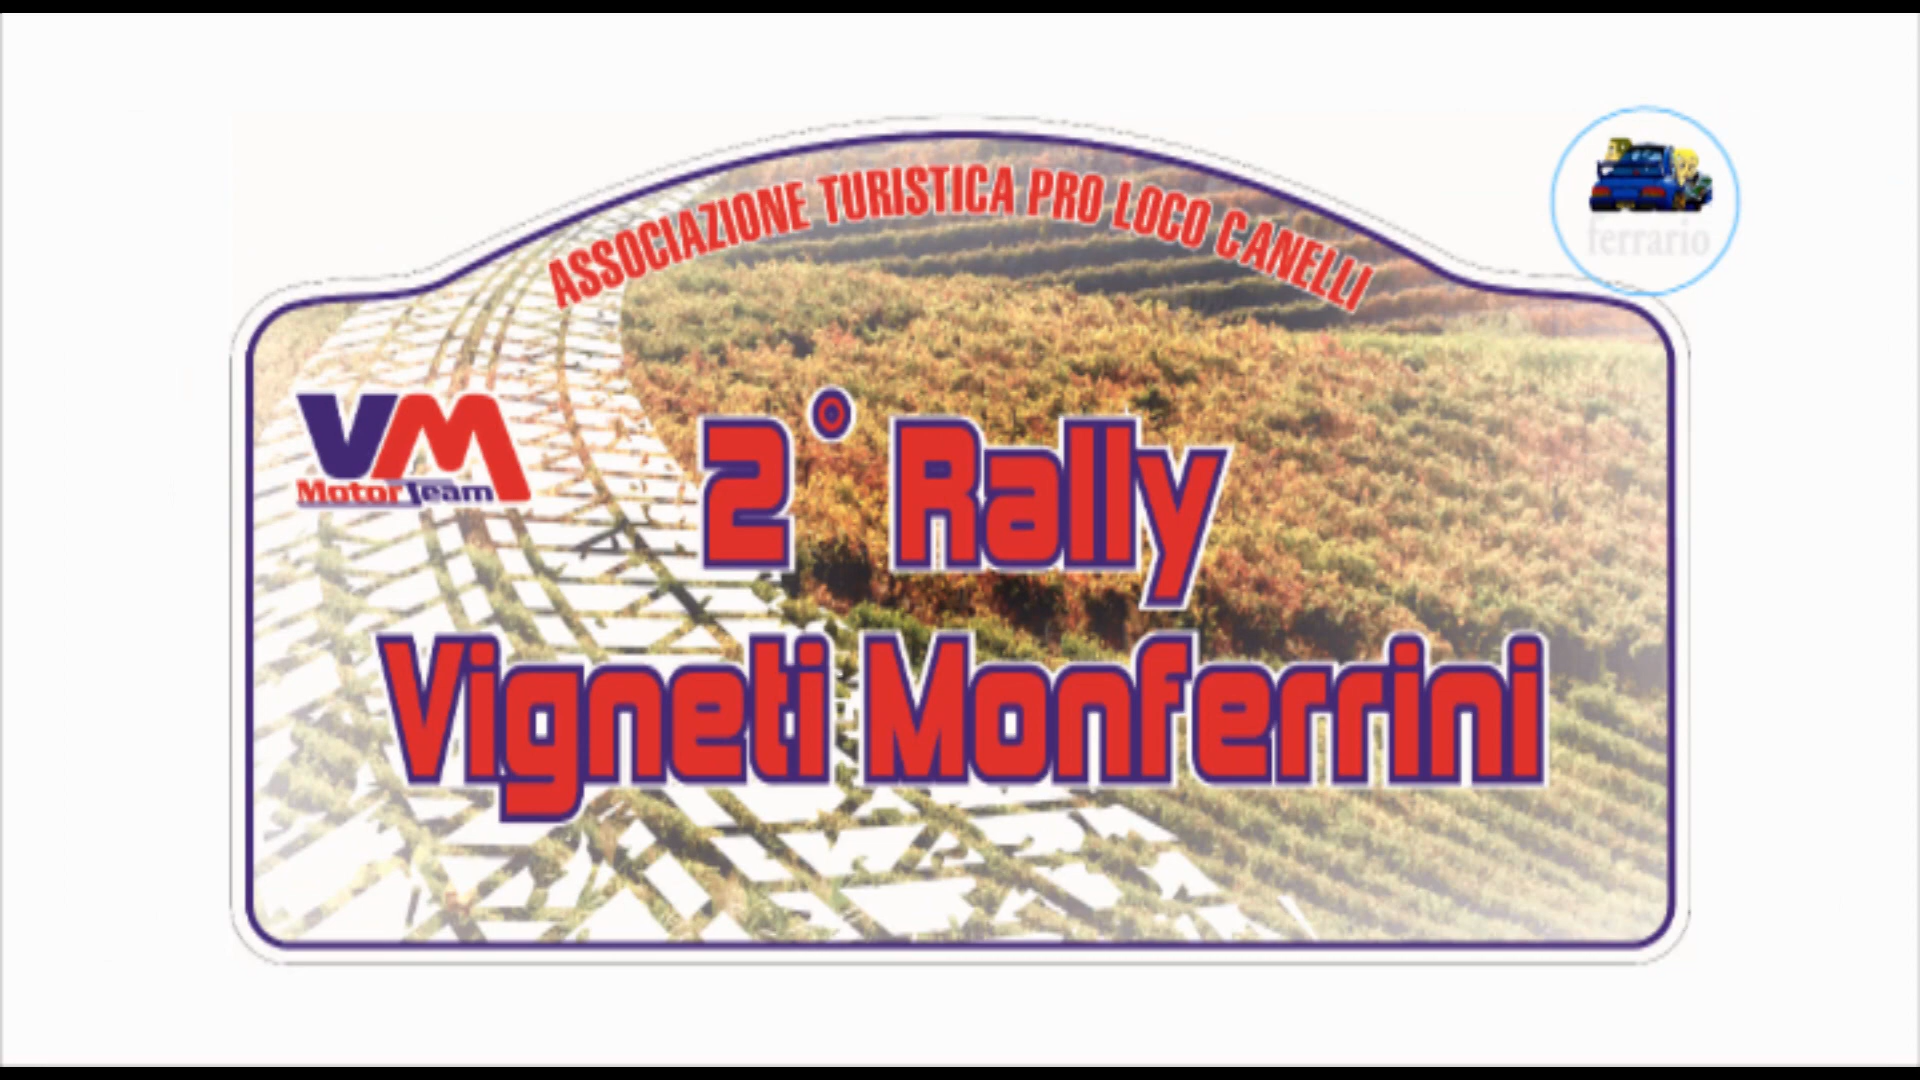 ASSOCIAZIONE TURISTICA PRO LOCO CANELLI
ferrario
VM
MotorTeam
2° Rally
Vigneti Monferrini